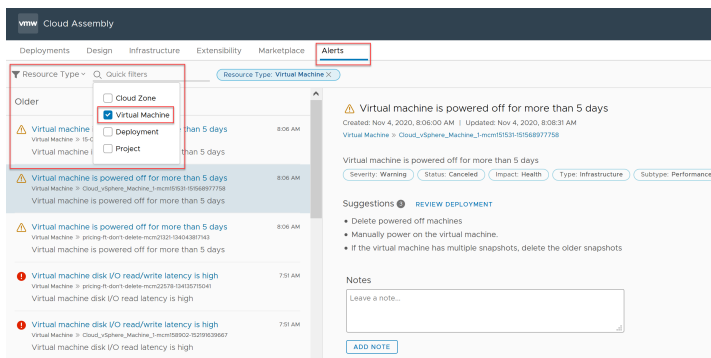 vmw Cloud Assembly
Deployments Design Infrastructure Extensibility Marketplace Alerts
Resource Type Quick filters Resource Type: Virtual Machine ×
Older
Cloud Zone
Virtual Machine
Deployment
Project
Virtual machine than 5 days 8:06 AM
Virtual Machine »
Virtual machine than 5 days
Virtual machine is powered off for more than 5 days 8:06 AM
Virtual Machine » Cloud_vSphere_Machine_1-mcm151531-151568977758
Virtual machine is powered off for more than 5 days
Virtual machine is powered off for more than 5 days 8:06 AM
Virtual Machine » pricing-ft-don't-delete-mcm21321-134043817143
Virtual machine is powered off for more than 5 days
Virtual machine disk I/O read/write latency is high 7:51 AM
Virtual Machine » pricing-ft-don't-delete-mcm22578-134135715041
Virtual machine disk I/O read latency is high
Virtual machine disk I/O read/write latency is high 7:51 AM
Virtual Machine » Cloud_vSphere_Machine_1-mcm158902-152191639667
Virtual machine disk I/O read latency is high
Virtual machine is powered off for more than 5 days
Created: Nov 4, 2020, 8:06:00 AM | Updated: Nov 4, 2020, 8:08:31 AM
Virtual Machine » Cloud_vSphere_Machine_1-mcm151531-151568977758
Virtual machine is powered off for more than 5 days
Severity: Warning Status: Canceled Impact: Health Type: Infrastructure Subtype: Performance
Suggestions 3 REVIEW DEPLOYMENT
• Delete powered off machines
• Manually power on the virtual machine.
• If the virtual machine has multiple snapshots, delete the older snapshots
Notes
Leave a note...
ADD NOTE